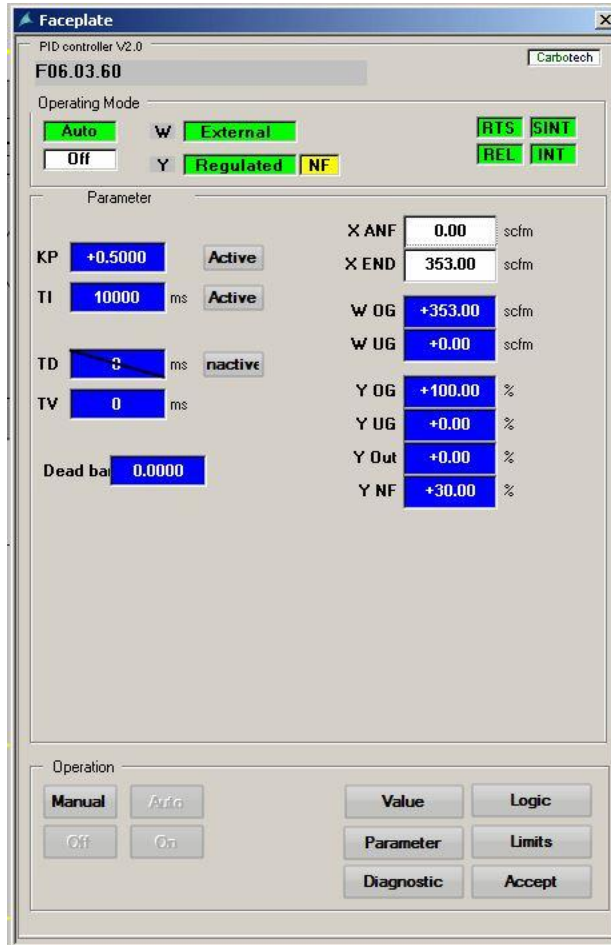 Faceplate
PID controller V2.0
Carbotech
F06.03.60
Operating Mode
Auto W External RTS SINT
Off Y Regulated NF REL INT
Parameter
X ANF 0.00 scfm
KP +0.5000 Active
X END 353.00 scfm
TI 10000 ms Active
W OG +353.00 scfm
W UG +0.00 scfm
TD 0 ms nactive
Y OG +100.00 %
TV 0 ms
Y UG +0.00 %
Y Out +0.00 %
Dead ba 0.0000
Y NF +30.00 %
Operation
Manual Auto Value Logic
Off On Parameter Limits
Diagnostic Accept